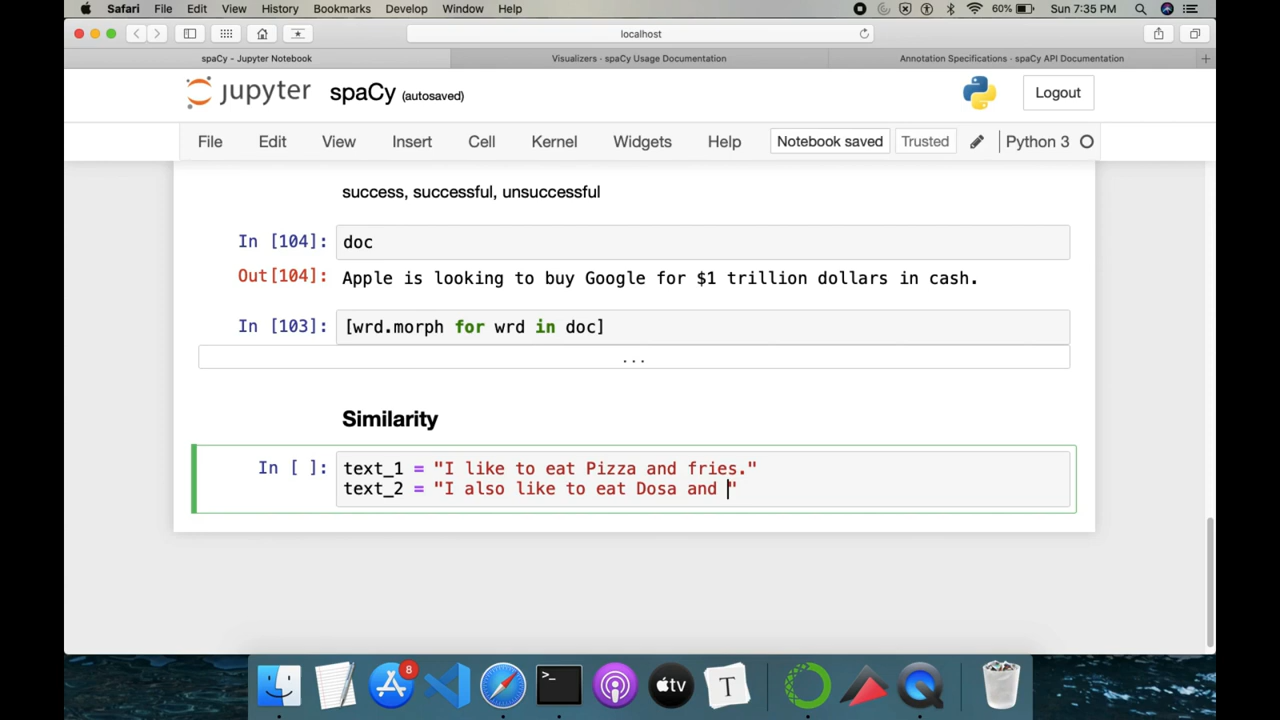 Safari File Edit View History Bookmarks Develop Window Help 60% Sun 7:35 PM
localhost
spaCy - Jupyter Notebook Visualizers · spaCy Usage Documentation Annotation Specifications · spaCy API Documentation
jupyter spaCy (autosaved) Logout
File Edit View Insert Cell Kernel Widgets Help Notebook saved Trusted Python 3
success, successful, unsuccessful
In [104]: doc
Out[104]: Apple is looking to buy Google for $1 trillion dollars in cash.
In [103]: [wrd.morph for wrd in doc]
...
Similarity
In [ ]: text_1 = "I like to eat Pizza and fries."
text_2 = "I also like to eat Dosa and "
8
tv
T